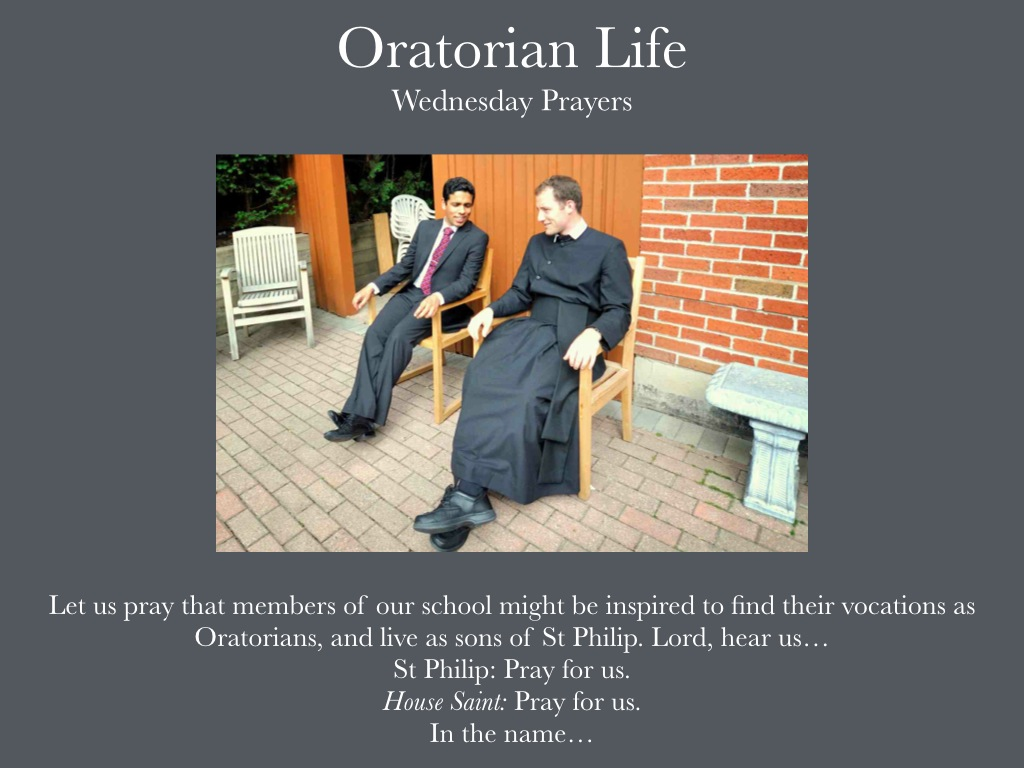 Oratorian Life
Wednesday Prayers
Let us pray that members of our school might be inspired to find their vocations as
Oratorians, and live as sons of St Philip. Lord, hear us…
St Philip: Pray for us.
House Saint: Pray for us.
In the name…